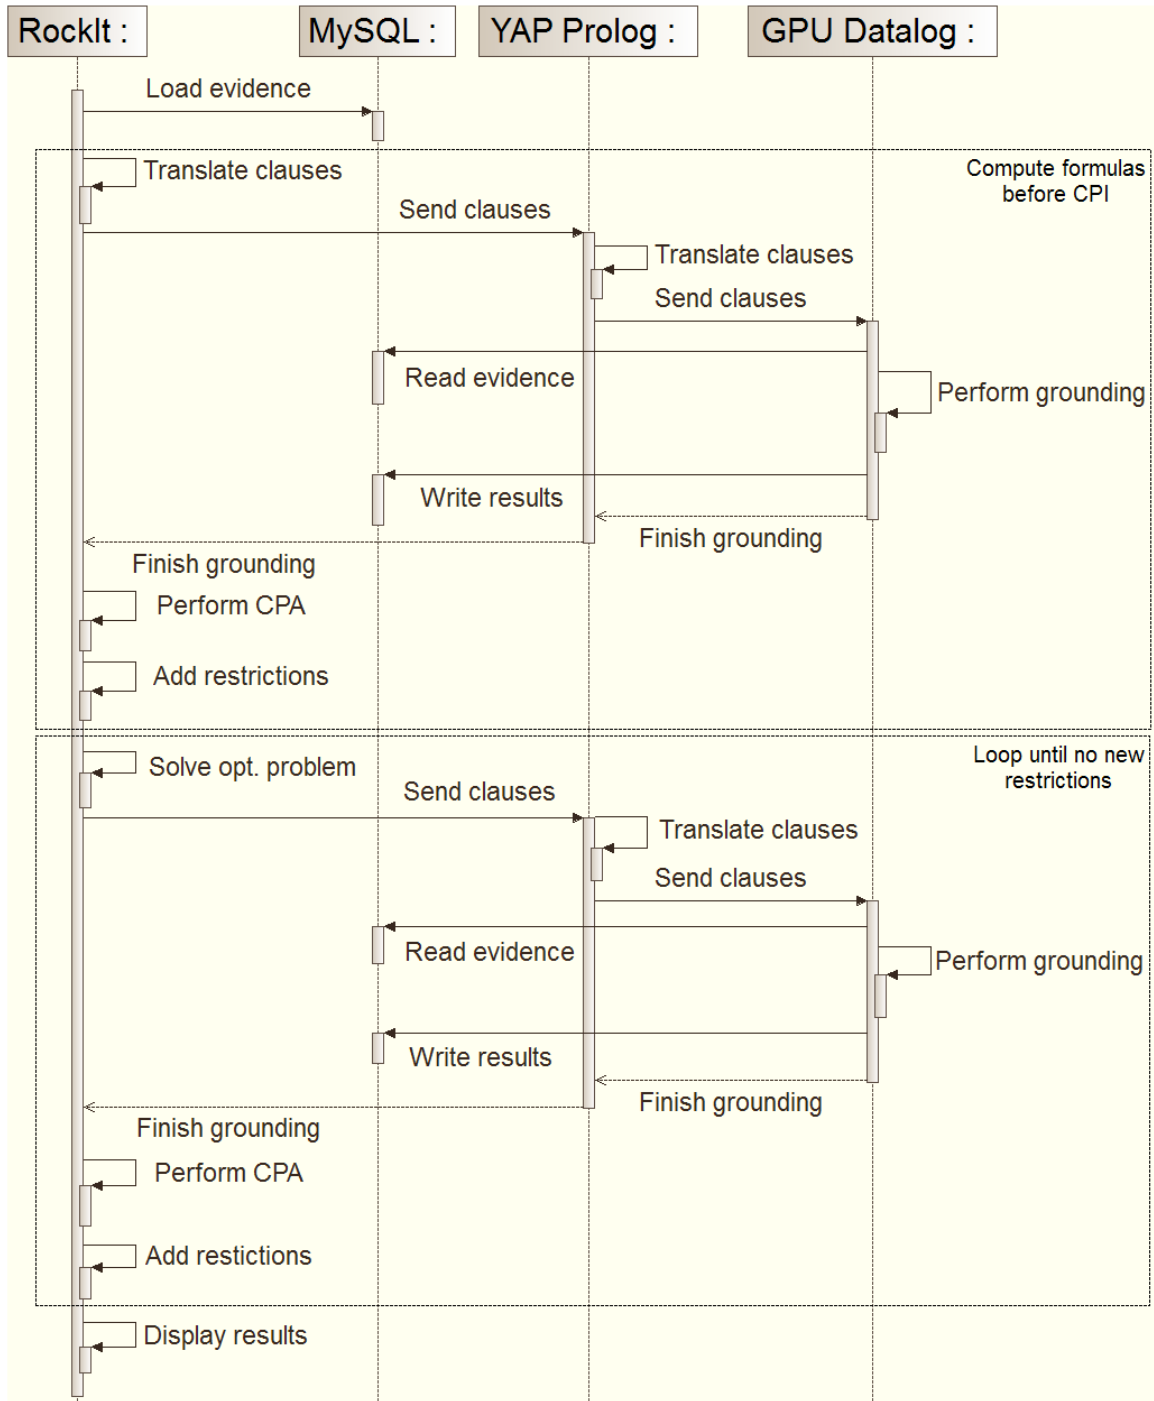 RockIt :
MySQL :
YAP Prolog :
GPU Datalog :
Load evidence
Compute formulas
before CPI
Translate clauses
Send clauses
Translate clauses
Send clauses
Read evidence
Perform grounding
Write results
Finish grounding
Finish grounding
Perform CPA
Add restrictions
Loop until no new
restrictions
Solve opt. problem
Send clauses
Translate clauses
Send clauses
Read evidence
Perform grounding
Write results
Finish grounding
Finish grounding
Perform CPA
Add restictions
Display results